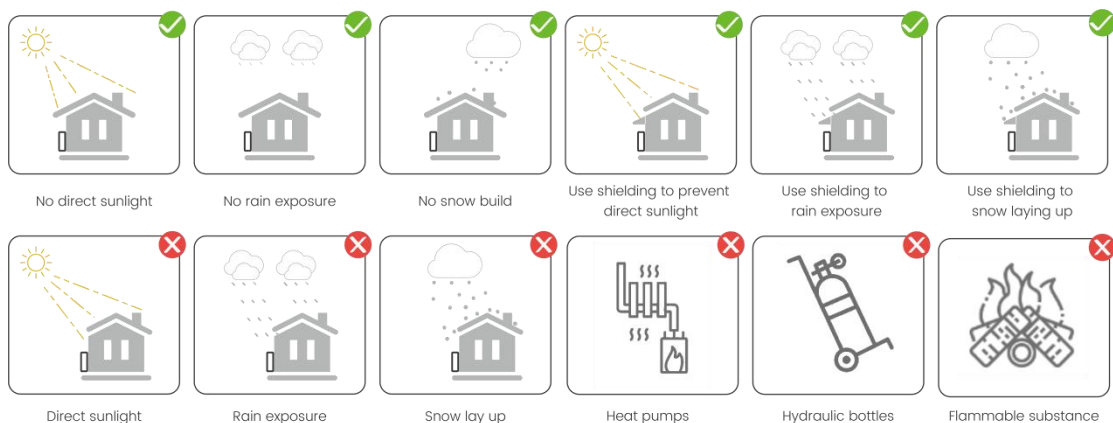 No direct sunlight
No rain exposure
No snow build
Use shielding to prevent
direct sunlight
Use shielding to
rain exposure
Use shielding to
snow laying up
Direct sunlight
Rain exposure
Snow lay up
Heat pumps
Hydraulic bottles
Flammable substance